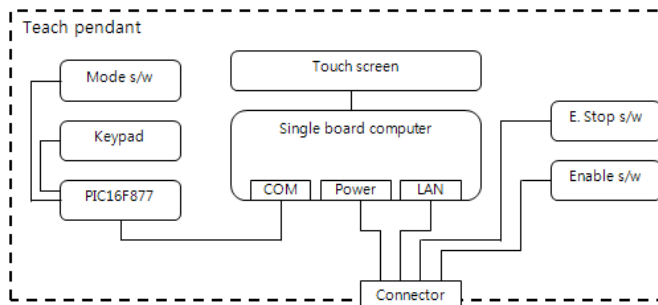 Teach pendant
Mode s/w
Touch screen
Keypad
Single board computer
E. Stop s/w
PIC16F877
COM
Power
LAN
Enable s/w
Connector